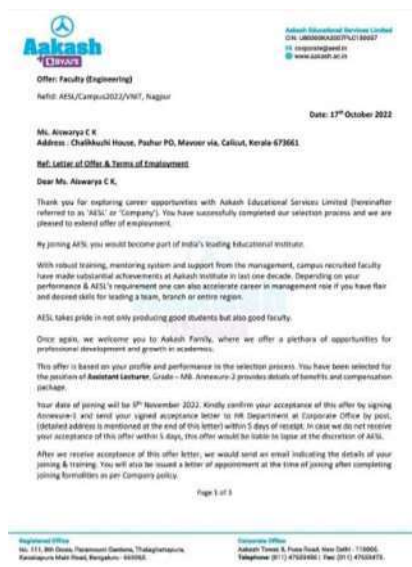 Aakash
+ BYJU'S
Aakash Educational Services Limited
www.aakash.ac.in
Offer: Faculty (Engineering)
Refid: AESL/Campus2022/VNIT, Nagpur
Date: 17th October 2022
Ms. Aiswarya C K
Address : Chalikkuzhi House, Pazhur PO, Mavoor via, Calicut, Kerala-673661
Ref: Letter of Offer & Terms of Employment
Dear Ms. Aiswarya C K,
Thank you for exploring career opportunities with Aakash Educational Services Limited (hereinafter
referred to as 'AESL' or 'Company'). You have successfully completed our selection process and we are
pleased to extend offer of employment.
By joining AESL you would become part of India's leading Educational Institute.
With robust training, mentoring system and support from the management, campus recruited faculty
have made substantial achievements at Aakash Institute in last one decade. Depending on your
performance & AESL's requirement one can also accelerate career in management role if you have flair
and desired skills for leading a team, branch or entire region.
AESL takes pride in not only producing good students but also good faculty.
Once again, we welcome you to Aakash Family, where we offer a plethora of opportunities for
professional development and growth in academics.
This offer is based on your profile and performance in the selection process. You have been selected for
the position of Assistant Lecturer, Grade – M8. Annexure-2 provides details of benefits and compensation
package.
Your date of joining will be 5th November 2022. Kindly confirm your acceptance of this offer by signing
Annexure-1 and send your signed acceptance letter to HR Department at Corporate Office by post,
(detailed address is mentioned at the end of this letter) within 5 days of receipt. In case we do not receive
your acceptance of this offer within 5 days, this offer would be liable to lapse at the discretion of AESL.
After we receive acceptance of this offer letter, we would send an email indicating the details of your
joining & training. You will also be issued a letter of appointment at the time of joining after completing
joining formalities as per Company policy.
Page 1 of 3
Registered Office
Corporate Office
Aakash Tower, 8, Pusa Road, New Delhi - 110005.